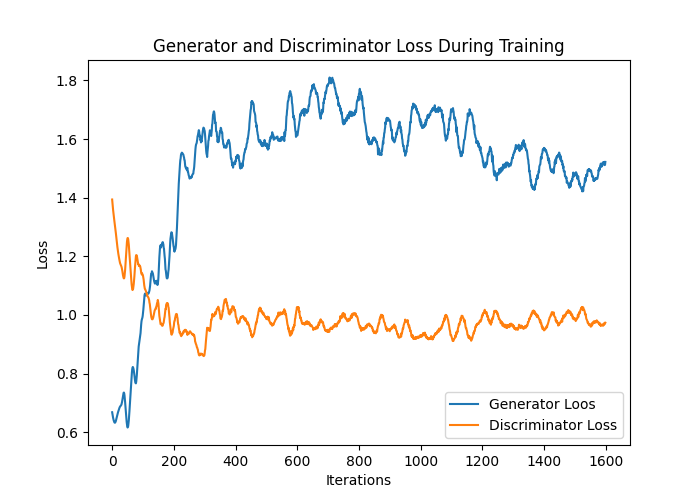 Generator and Discriminator Loss During Training
1.8
1.6
1.4
1.2
1.0
0.8
0.6
Loss
Generator Loos
Discriminator Loss
0 200 400 600 800 1000 1200 1400 1600
Iterations